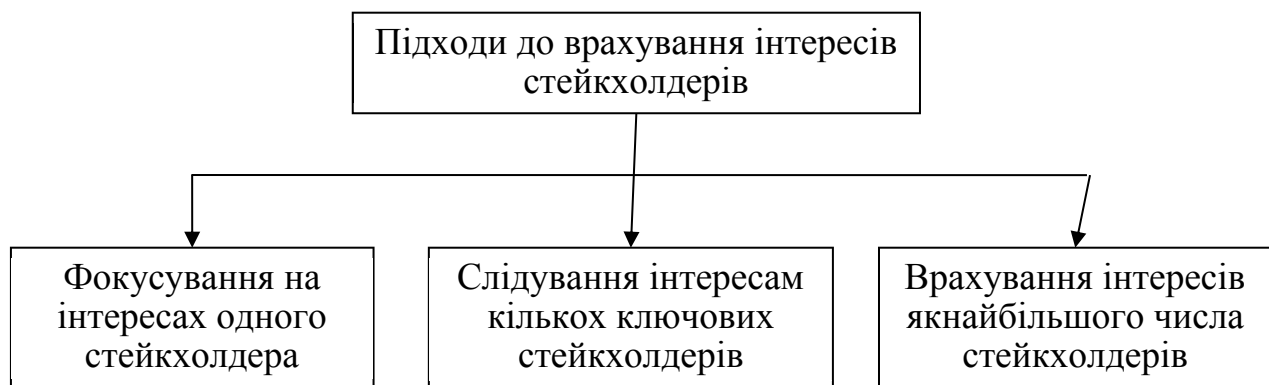 Підходи до врахування інтересів
стейкхолдерів
Фокусування на
інтересах одного
стейкхолдера
Слідування інтересам
кількох ключових
стейкхолдерів
Врахування інтересів
якнайбільшого числа
стейкхолдерів